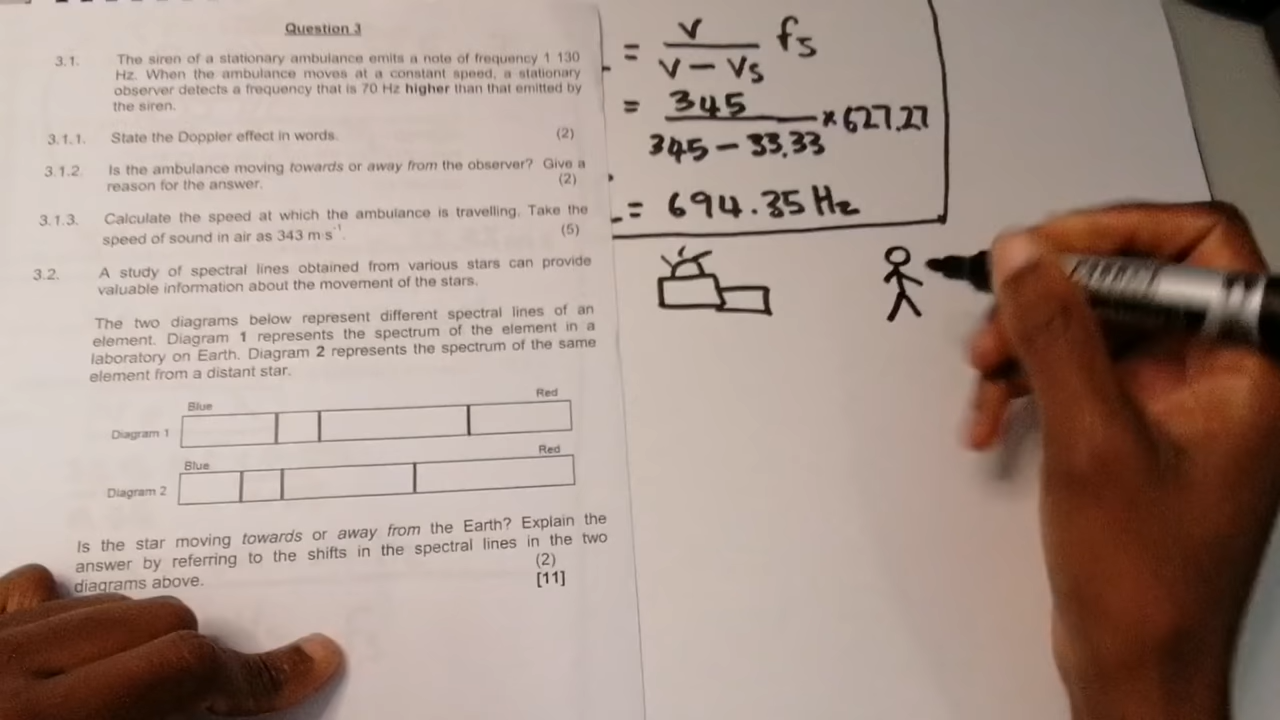 Question 3
3.1. The siren of a stationary ambulance emits a note of frequency 1 130
Hz. When the ambulance moves at a constant speed, a stationary
observer detects a frequency that is 70 Hz higher than that emitted by
the siren.
3.1.1. State the Doppler effect in words. (2)
3.1.2. Is the ambulance moving towards or away from the observer? Give a
reason for the answer. (2)
3.1.3. Calculate the speed at which the ambulance is travelling. Take the
speed of sound in air as 343 m·s⁻¹. (5)
3.2. A study of spectral lines obtained from various stars can provide
valuable information about the movement of the stars.
The two diagrams below represent different spectral lines of an
element. Diagram 1 represents the spectrum of the element in a
laboratory on Earth. Diagram 2 represents the spectrum of the same
element from a distant star.
Blue Red
Diagram 1
Blue Red
Diagram 2
Is the star moving towards or away from the Earth? Explain the
answer by referring to the shifts in the spectral lines in the two
diagrams above. (2)
[11]
= v / v - vs fs
= 345 / 345 - 33.33 × 627.27
= 694.35 Hz